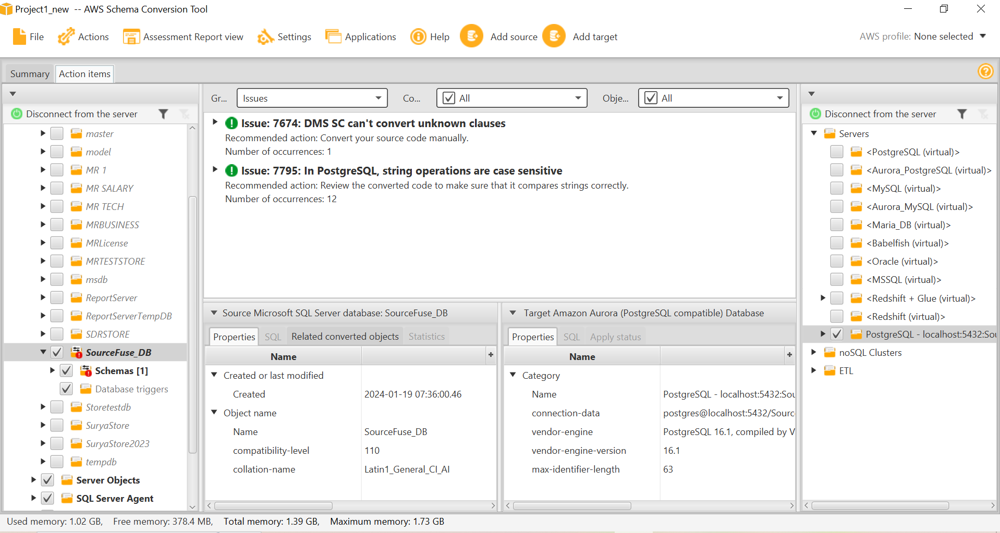 Project1_new -- AWS Schema Conversion Tool
File Actions Assessment Report view Settings Applications Help Add source Add target AWS profile: None selected
Summary Action items
Disconnect from the server
master
model
MR 1
MR SALARY
MR TECH
MRBUSINESS
MRLicense
MRTESTSTORE
msdb
ReportServer
ReportServerTempDB
SDRSTORE
SourceFuse_DB
Schemas [1]
Database triggers
Storetestdb
SuryaStore
SuryaStore2023
tempdb
Server Objects
SQL Server Agent
Gr... Issues Co... All Obje... All
Issue: 7674: DMS SC can't convert unknown clauses
Recommended action: Convert your source code manually.
Number of occurrences: 1
Issue: 7795: In PostgreSQL, string operations are case sensitive
Recommended action: Review the converted code to make sure that it compares strings correctly.
Number of occurrences: 12
Source Microsoft SQL Server database: SourceFuse_DB
Properties SQL Related converted objects Statistics
Name +
Created or last modified
Created 2024-01-19 07:36:00.46
Object name
Name SourceFuse_DB
compatibility-level 110
collation-name Latin1_General_CI_AI
Target Amazon Aurora (PostgreSQL compatible) Database
Properties SQL Apply status
Name +
Category
Name PostgreSQL - localhost:5432:Sou
connection-data postgres@localhost:5432/Sourc
vendor-engine PostgreSQL 16.1, compiled by V
vendor-engine-version 16.1
max-identifier-length 63
Disconnect from the server
Servers
<PostgreSQL (virtual)>
<Aurora_PostgreSQL (virtual)>
<MySQL (virtual)>
<Aurora_MySQL (virtual)>
<Maria_DB (virtual)>
<Babelfish (virtual)>
<Oracle (virtual)>
<MSSQL (virtual)>
<Redshift + Glue (virtual)>
<Redshift (virtual)>
PostgreSQL - localhost:5432:Sou
noSQL Clusters
ETL
Used memory: 1.02 GB, Free memory: 378.4 MB, Total memory: 1.39 GB, Maximum memory: 1.73 GB